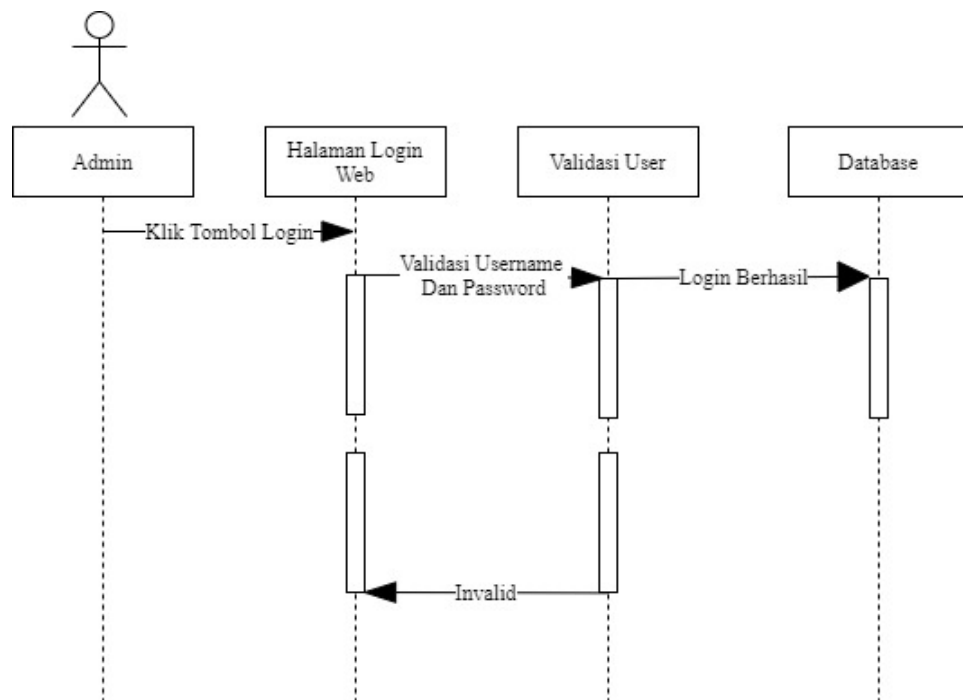 Admin
Halaman Login
Web
Validasi User
Database
Klik Tombol Login
Validasi Username
Dan Password
Login Berhasil
Invalid